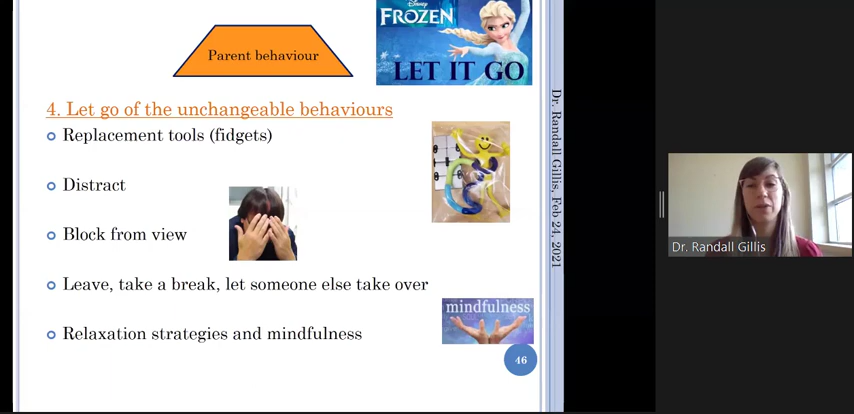 Disney
FROZEN
LET IT GO
Parent behaviour
4. Let go of the unchangeable behaviours
Replacement tools (fidgets)
Distract
Block from view
Leave, take a break, let someone else take over
mindfulness
Relaxation strategies and mindfulness
46
Dr. Randall Gillis, Feb 24, 2021
Dr. Randall Gillis